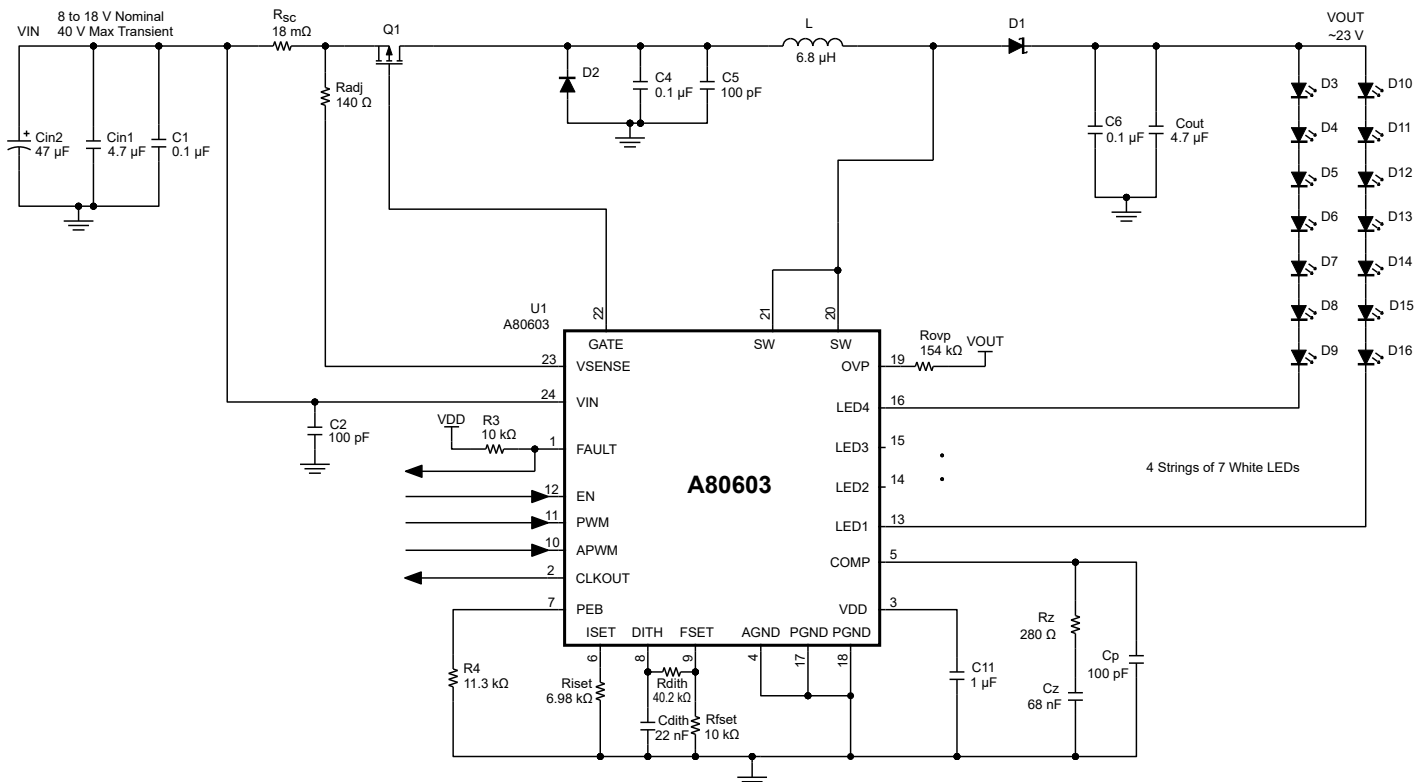 VIN
8 to 18 V Nominal
40 V Max Transient
Rsc
18 mΩ
Q1
L
6.8 µH
D1
VOUT
~23 V
Radj
140 Ω
D2
C4
0.1 µF
C5
100 pF
+
Cin2
47 µF
Cin1
4.7 µF
C1
0.1 µF
C6
0.1 µF
Cout
4.7 µF
D3
D4
D5
D6
D7
D8
D9
D10
D11
D12
D13
D14
D15
D16
U1
A80603
22
GATE
21
SW
20
SW
23
VSENSE
24
VIN
C2
100 pF
VDD
R3
10 kΩ
1
FAULT
12
EN
11
PWM
10
APWM
2
CLKOUT
7
PEB
A80603
OVP
19
Rovp
154 kΩ
VOUT
LED4
16
LED3
15
LED2
14
LED1
13
4 Strings of 7 White LEDs
COMP
5
VDD
3
ISET
6
DITH
8
FSET
9
AGND
4
PGND
17
PGND
18
R4
11.3 kΩ
Riset
6.98 kΩ
Rdith
40.2 kΩ
Cdith
22 nF
Rfset
10 kΩ
C11
1 µF
Rz
280 Ω
Cz
68 nF
Cp
100 pF